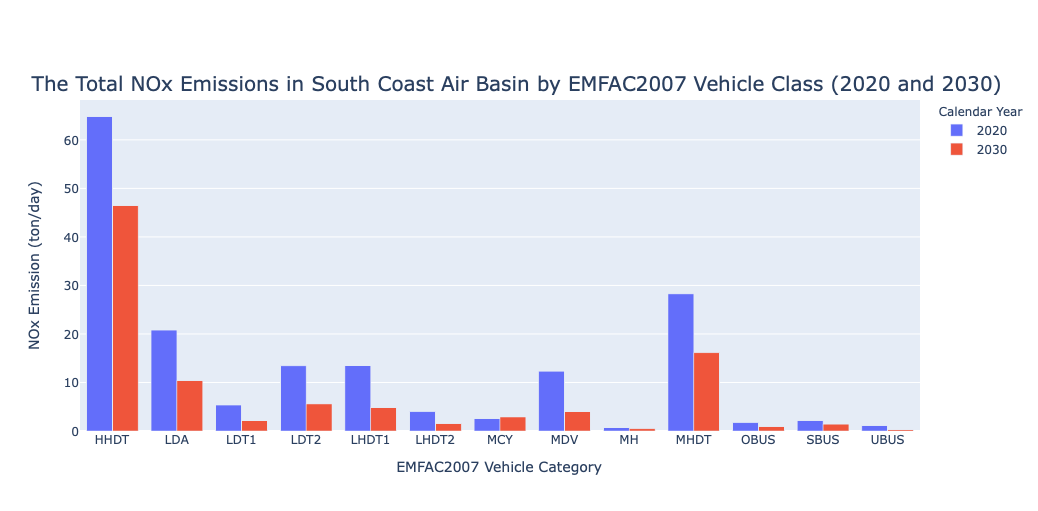 The Total NOx Emissions in South Coast Air Basin by EMFAC2007 Vehicle Class (2020 and 2030)
Calendar Year
2020
2030
NOx Emission (ton/day)
60
50
40
30
20
10
0
HHDT LDA LDT1 LDT2 LHDT1 LHDT2 MCY MDV MH MHDT OBUS SBUS UBUS
EMFAC2007 Vehicle Category